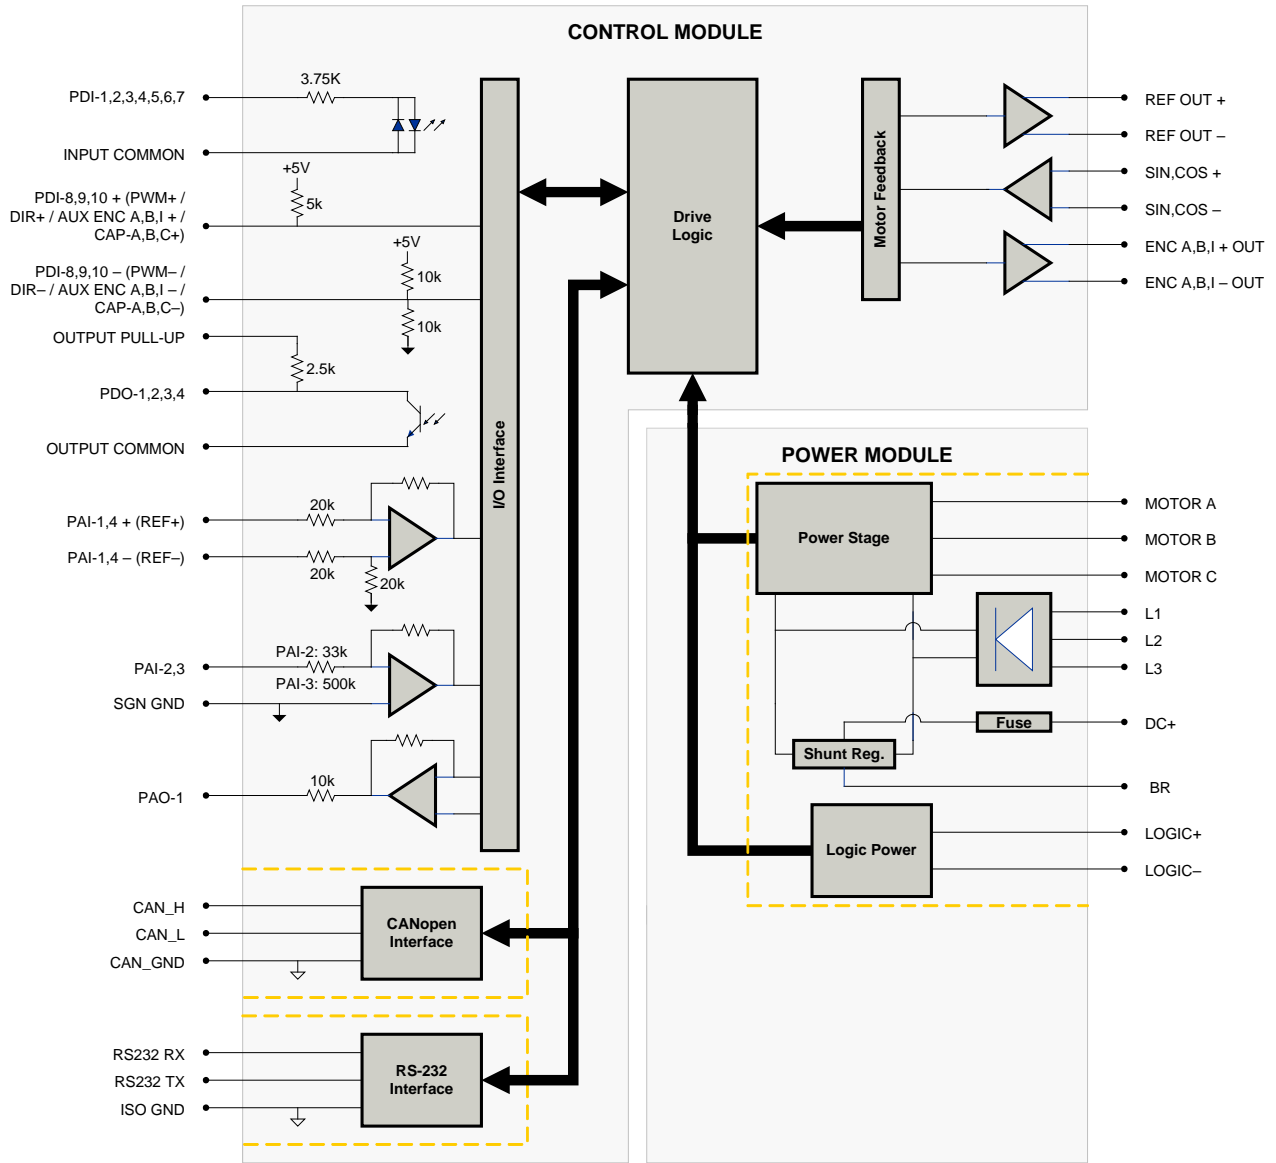 CONTROL MODULE
PDI-1,2,3,4,5,6,7
3.75K
INPUT COMMON
+5V
5k
PDI-8,9,10 + (PWM+ /
DIR+ / AUX ENC A,B,I + /
CAP-A,B,C+)
+5V
10k
PDI-8,9,10 – (PWM– /
DIR– / AUX ENC A,B,I – /
CAP-A,B,C–)
10k
OUTPUT PULL-UP
2.5k
PDO-1,2,3,4
OUTPUT COMMON
20k
PAI-1,4 + (REF+)
PAI-1,4 – (REF–)
20k
20k
PAI-2: 33k
PAI-2,3
PAI-3: 500k
SGN GND
10k
PAO-1
I/O Interface
CAN_H
CAN_L
CAN_GND
CANopen
Interface
RS232 RX
RS232 TX
ISO GND
RS-232
Interface
Drive
Logic
Motor Feedback
REF OUT +
REF OUT –
SIN,COS +
SIN,COS –
ENC A,B,I + OUT
ENC A,B,I – OUT
POWER MODULE
Power Stage
MOTOR A
MOTOR B
MOTOR C
L1
L2
L3
Fuse
DC+
Shunt Reg.
BR
Logic Power
LOGIC+
LOGIC–